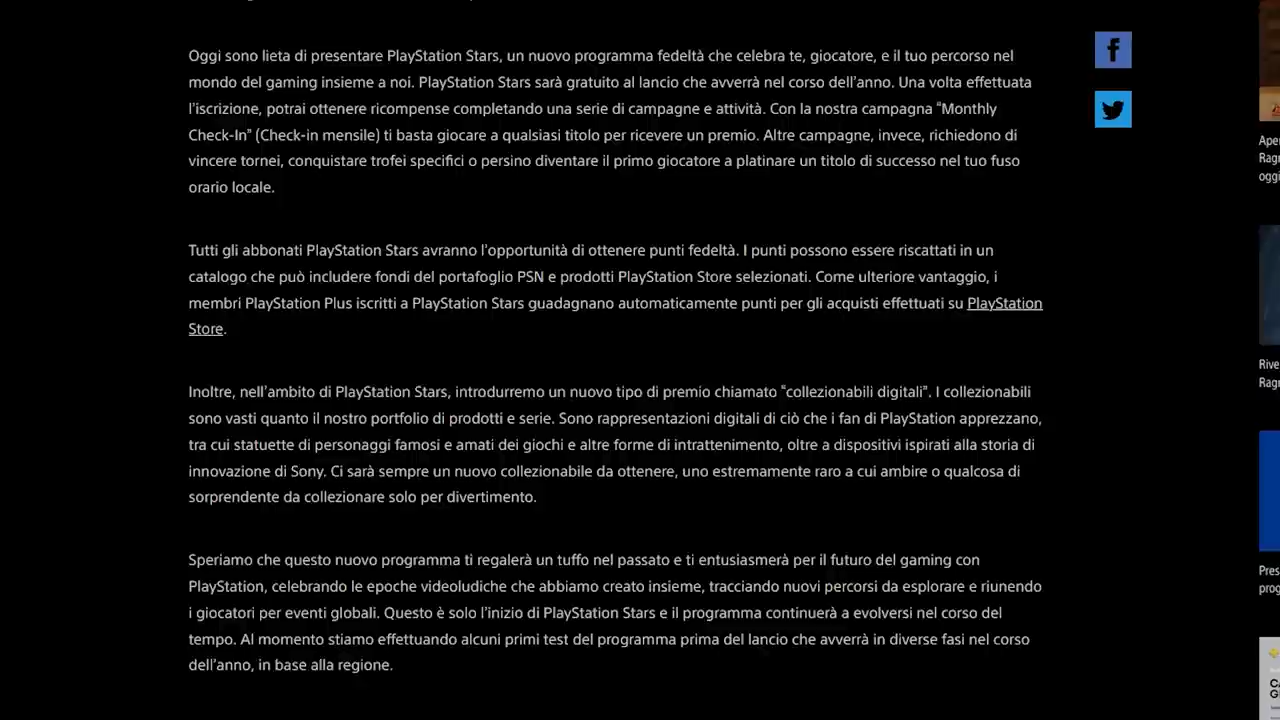 Oggi sono lieta di presentare PlayStation Stars, un nuovo programma fedeltà che celebra te, giocatore, e il tuo percorso nel
mondo del gaming insieme a noi. PlayStation Stars sarà gratuito al lancio che avverrà nel corso dell'anno. Una volta effettuata
l'iscrizione, potrai ottenere ricompense completando una serie di campagne e attività. Con la nostra campagna "Monthly
Check-In" (Check-in mensile) ti basta giocare a qualsiasi titolo per ricevere un premio. Altre campagne, invece, richiedono di
vincere tornei, conquistare trofei specifici o persino diventare il primo giocatore a platinare un titolo di successo nel tuo fuso
orario locale.
Tutti gli abbonati PlayStation Stars avranno l'opportunità di ottenere punti fedeltà. I punti possono essere riscattati in un
catalogo che può includere fondi del portafoglio PSN e prodotti PlayStation Store selezionati. Come ulteriore vantaggio, i
membri PlayStation Plus iscritti a PlayStation Stars guadagnano automaticamente punti per gli acquisti effettuati su PlayStation
Store.
Inoltre, nell'ambito di PlayStation Stars, introdurremo un nuovo tipo di premio chiamato "collezionabili digitali". I collezionabili
sono vasti quanto il nostro portfolio di prodotti e serie. Sono rappresentazioni digitali di ciò che i fan di PlayStation apprezzano,
tra cui statuette di personaggi famosi e amati dei giochi e altre forme di intrattenimento, oltre a dispositivi ispirati alla storia di
innovazione di Sony. Ci sarà sempre un nuovo collezionabile da ottenere, uno estremamente raro a cui ambire o qualcosa di
sorprendente da collezionare solo per divertimento.
Speriamo che questo nuovo programma ti regalerà un tuffo nel passato e ti entusiasmerà per il futuro del gaming con
PlayStation, celebrando le epoche videoludiche che abbiamo creato insieme, tracciando nuovi percorsi da esplorare e riunendo
i giocatori per eventi globali. Questo è solo l'inizio di PlayStation Stars e il programma continuerà a evolversi nel corso del
tempo. Al momento stiamo effettuando alcuni primi test del programma prima del lancio che avverrà in diverse fasi nel corso
dell'anno, in base alla regione.
Aper
Ragn
oggi
Rive
Ragn
Pres
prog